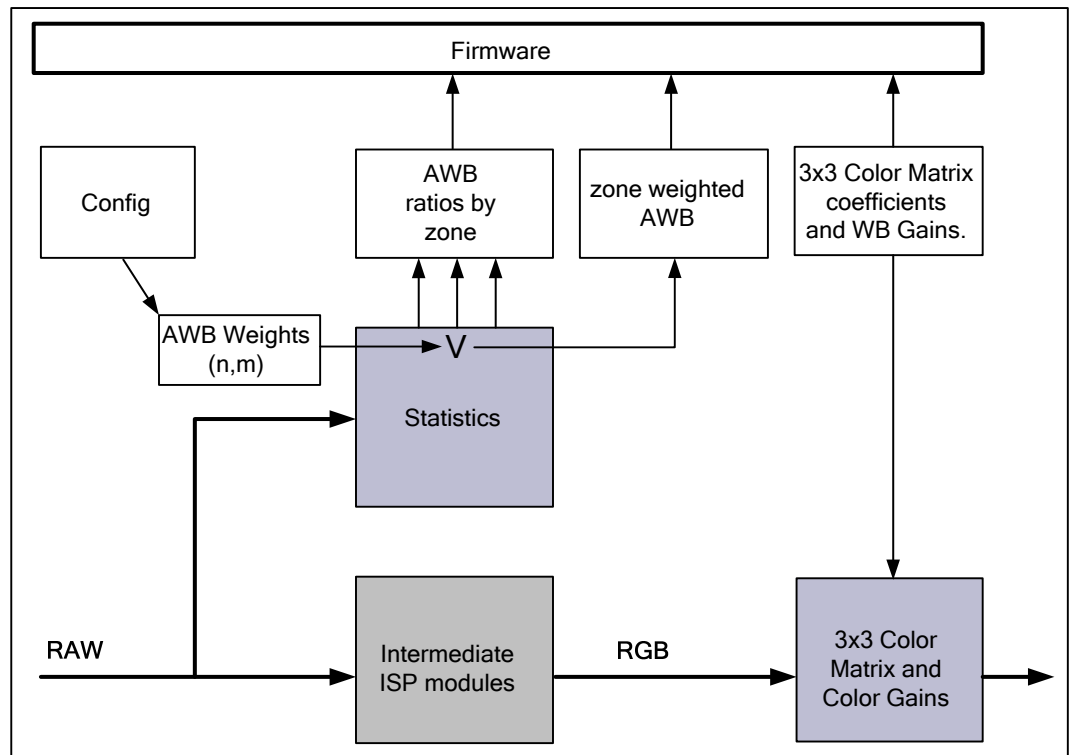 Firmware
Config
AWB
ratios by
zone
zone weighted
AWB
3x3 Color Matrix
coefficients
and WB Gains.
AWB Weights
(n,m)
V
Statistics
RAW
Intermediate
ISP modules
RGB
3x3 Color
Matrix and
Color Gains